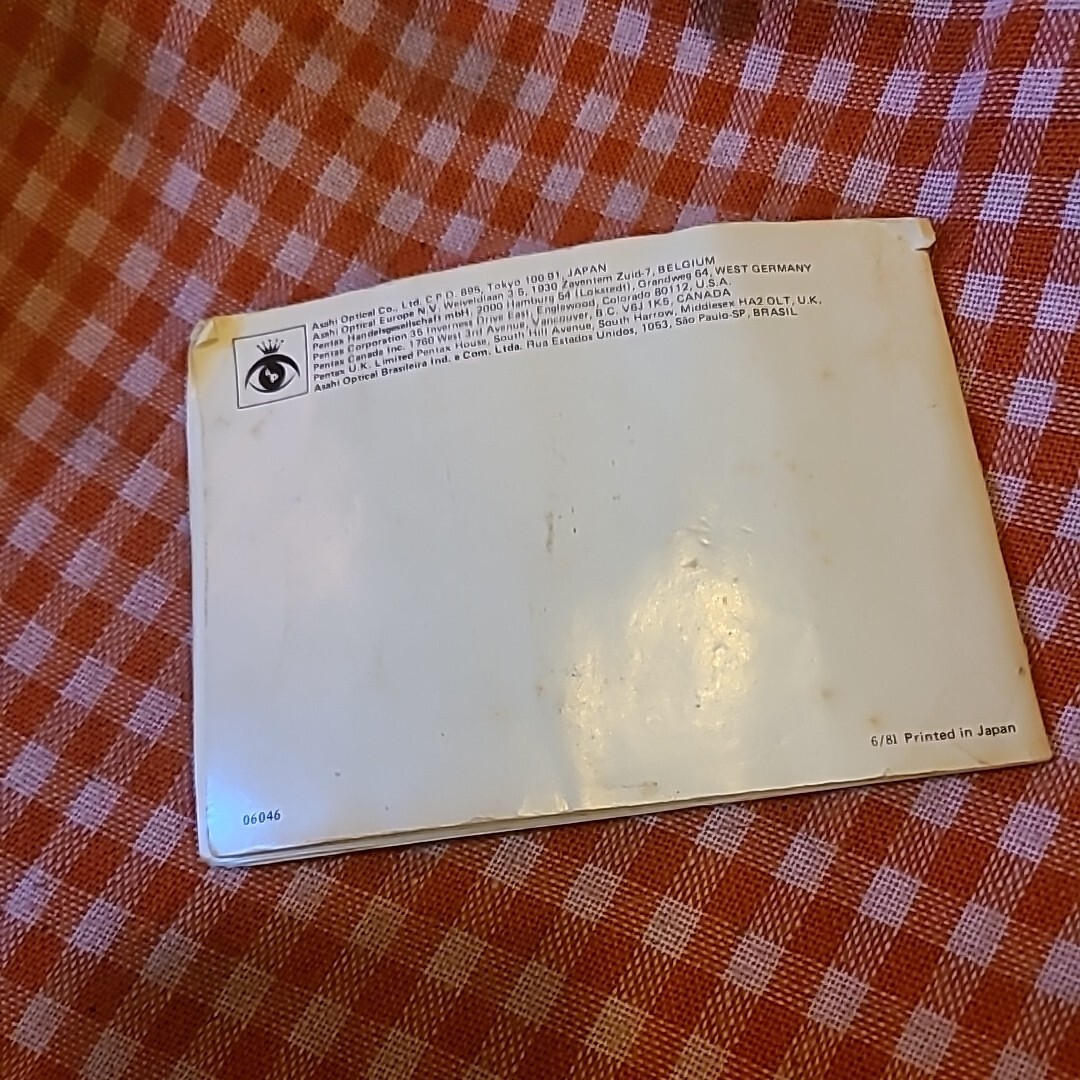 Asahi Optical Co., Ltd. C.P.O. 895, Tokyo 100-91, JAPAN
Asahi Optical Europe N.V. Weiveldlaan 3-5, 1930 Zaventem Zuid-7, BELGIUM
Pentax Handelsgesellschaft mbH. 2000 Hamburg 54 (Lokstedt), Grandweg 64, WEST GERMANY
Pentax Corporation 35 Inverness Drive East, Englewood, Colorado 80112, U.S.A.
Pentax Canada Inc. 1760 West 3rd Avenue, Vancouver, B.C. V6J 1K5, CANADA
Pentax U.K. Limited Pentax House, South Hill Avenue, South Harrow, Middlesex HA2 OLT, U.K.
Asahi Optical Brasileira Ind. e Com. Ltda. Rua Estados Unidos, 1053, São Paulo-SP, BRASIL
6/81 Printed in Japan
06046